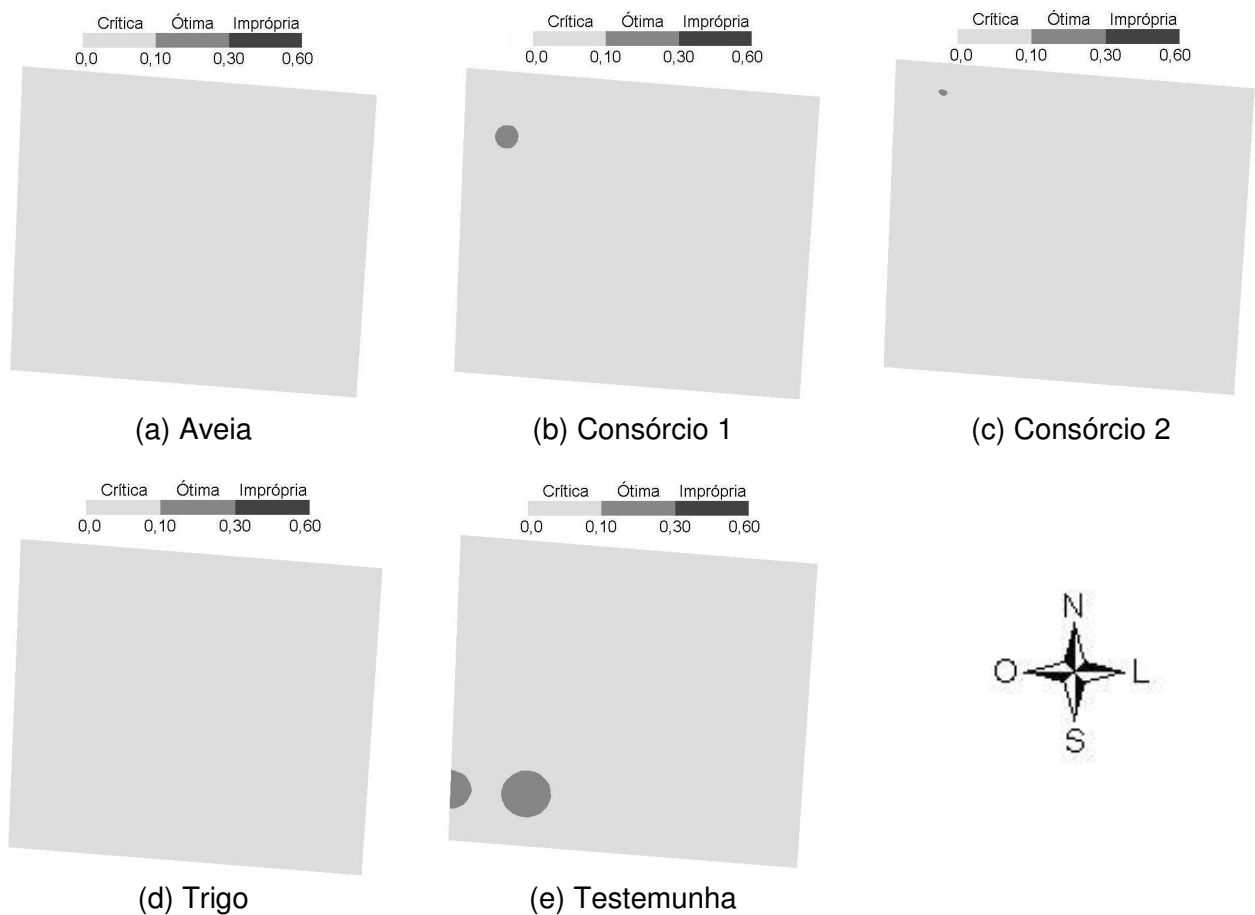 Crítica Ótima Imprópria
0,0 0,10 0,30 0,60
(a) Aveia
Crítica Ótima Imprópria
0,0 0,10 0,30 0,60
(b) Consórcio 1
Crítica Ótima Imprópria
0,0 0,10 0,30 0,60
(c) Consórcio 2
Crítica Ótima Imprópria
0,0 0,10 0,30 0,60
(d) Trigo
Crítica Ótima Imprópria
0,0 0,10 0,30 0,60
(e) Testemunha
N
O L
S